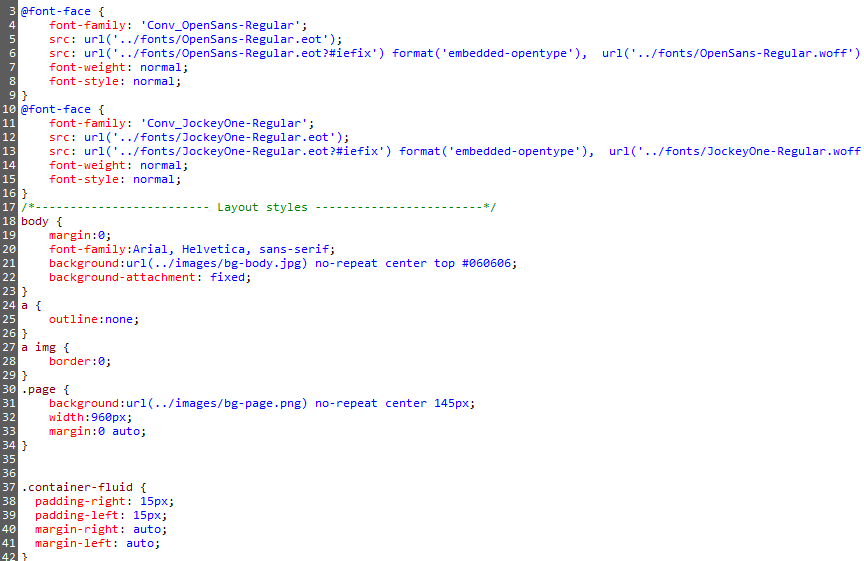 3 @font-face {
4     font-family: 'Conv_OpenSans-Regular';
5     src: url('../fonts/OpenSans-Regular.eot');
6     src: url('../fonts/OpenSans-Regular.eot?#iefix') format('embedded-opentype'),  url('../fonts/OpenSans-Regular.woff')
7     font-weight: normal;
8     font-style: normal;
9 }
10 @font-face {
11     font-family: 'Conv_JockeyOne-Regular';
12     src: url('../fonts/JockeyOne-Regular.eot');
13     src: url('../fonts/JockeyOne-Regular.eot?#iefix') format('embedded-opentype'),  url('../fonts/JockeyOne-Regular.woff
14     font-weight: normal;
15     font-style: normal;
16 }
17 /*------------------------- Layout styles ------------------------*/
18 body {
19     margin:0;
20     font-family:Arial, Helvetica, sans-serif;
21     background:url(../images/bg-body.jpg) no-repeat center top #060606;
22     background-attachment: fixed;
23 }
24 a {
25     outline:none;
26 }
27 a img {
28     border:0;
29 }
30 .page {
31     background:url(../images/bg-page.png) no-repeat center 145px;
32     width:960px;
33     margin:0 auto;
34 }
35
36
37 .container-fluid {
38   padding-right: 15px;
39   padding-left: 15px;
40   margin-right: auto;
41   margin-left: auto;
42 }